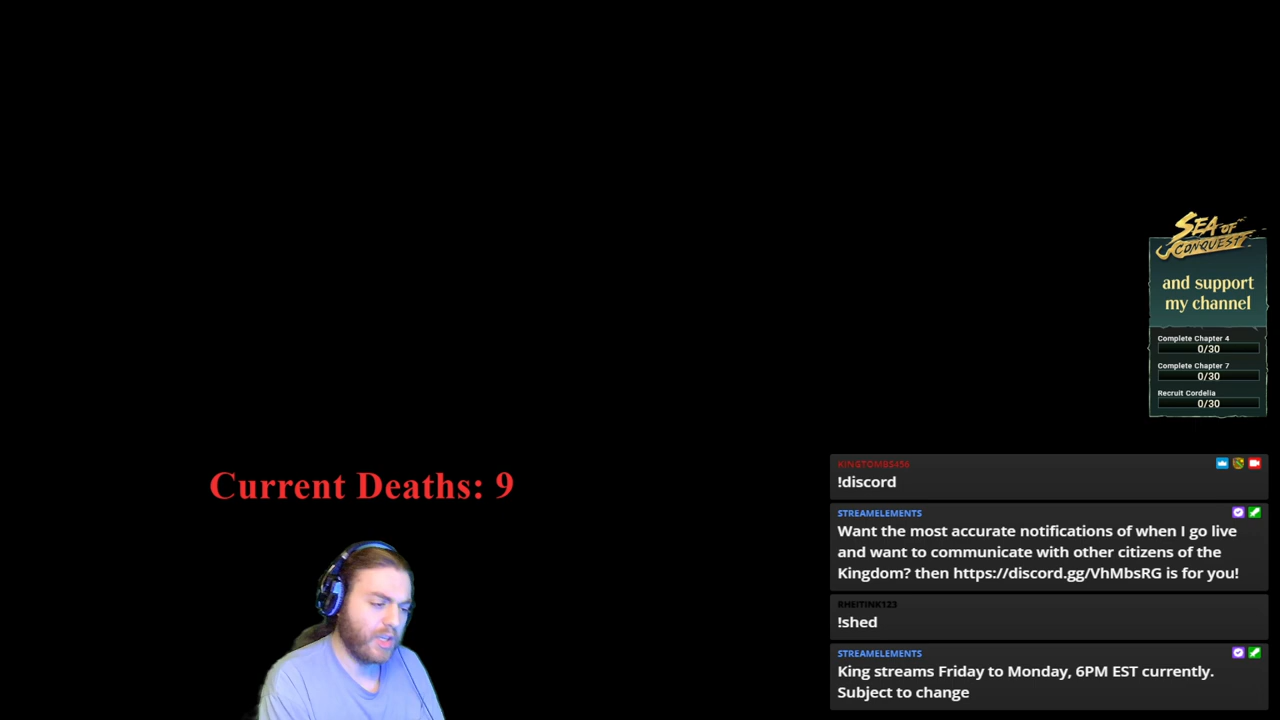 SEA OF
CONQUEST
and support
my channel
Complete Chapter 4
0/30
Complete Chapter 7
0/30
Recruit Cordelia
0/30
Current Deaths: 9
KINGTOMBS456
!discord
STREAMELEMENTS
Want the most accurate notifications of when I go live
and want to communicate with other citizens of the
Kingdom? then https://discord.gg/VhMbsRG is for you!
RHEITINK123
!shed
STREAMELEMENTS
King streams Friday to Monday, 6PM EST currently.
Subject to change